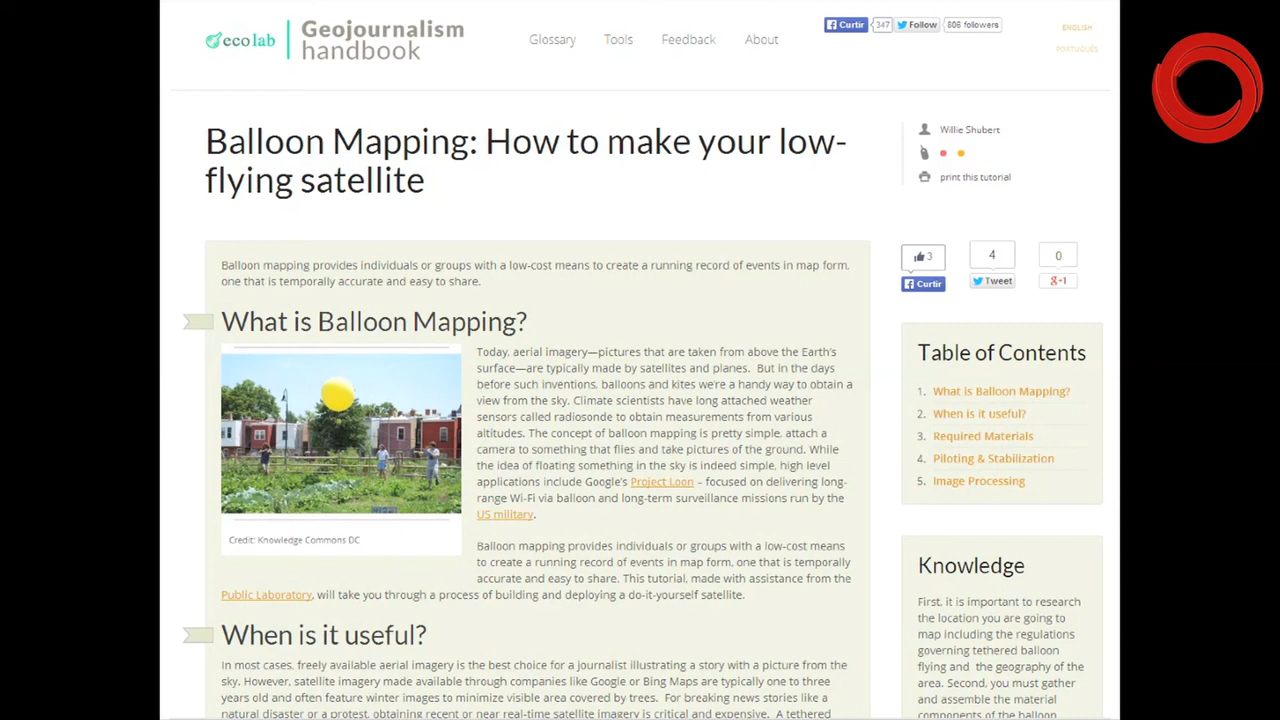 ecolab
Geojournalism
handbook
Glossary
Tools
Feedback
About
Curtir
347
Follow
806 followers
ENGLISH
PORTUGUÊS
Balloon Mapping: How to make your low-
flying satellite
Willie Shubert
print this tutorial
Balloon mapping provides individuals or groups with a low-cost means to create a running record of events in map form,
one that is temporally accurate and easy to share.
3
Curtir
4
Tweet
0
g+1
What is Balloon Mapping?
Credit: Knowledge Commons DC
Today, aerial imagery—pictures that are taken from above the Earth's
surface—are typically made by satellites and planes. But in the days
before such inventions, balloons and kites we're a handy way to obtain a
view from the sky. Climate scientists have long attached weather
sensors called radiosonde to obtain measurements from various
altitudes. The concept of balloon mapping is pretty simple, attach a
camera to something that flies and take pictures of the ground. While
the idea of floating something in the sky is indeed simple, high level
applications include Google's Project Loon – focused on delivering long-
range Wi-Fi via balloon and long-term surveillance missions run by the
US military.
Balloon mapping provides individuals or groups with a low-cost means
to create a running record of events in map form, one that is temporally
accurate and easy to share. This tutorial, made with assistance from the
Public Laboratory, will take you through a process of building and deploying a do-it-yourself satellite.
When is it useful?
In most cases, freely available aerial imagery is the best choice for a journalist illustrating a story with a picture from the
sky. However, satellite imagery made available through companies like Google or Bing Maps are typically one to three
years old and often feature winter images to minimize visible area covered by trees. For breaking news stories like a
natural disaster or a protest, obtaining recent or near real-time satellite imagery is critical and expensive. A tethered
Table of Contents
1. What is Balloon Mapping?
2. When is it useful?
3. Required Materials
4. Piloting & Stabilization
5. Image Processing
Knowledge
First, it is important to research
the location you are going to
map including the regulations
governing tethered balloon
flying and the geography of the
area. Second, you must gather
and assemble the material
components of the balloon